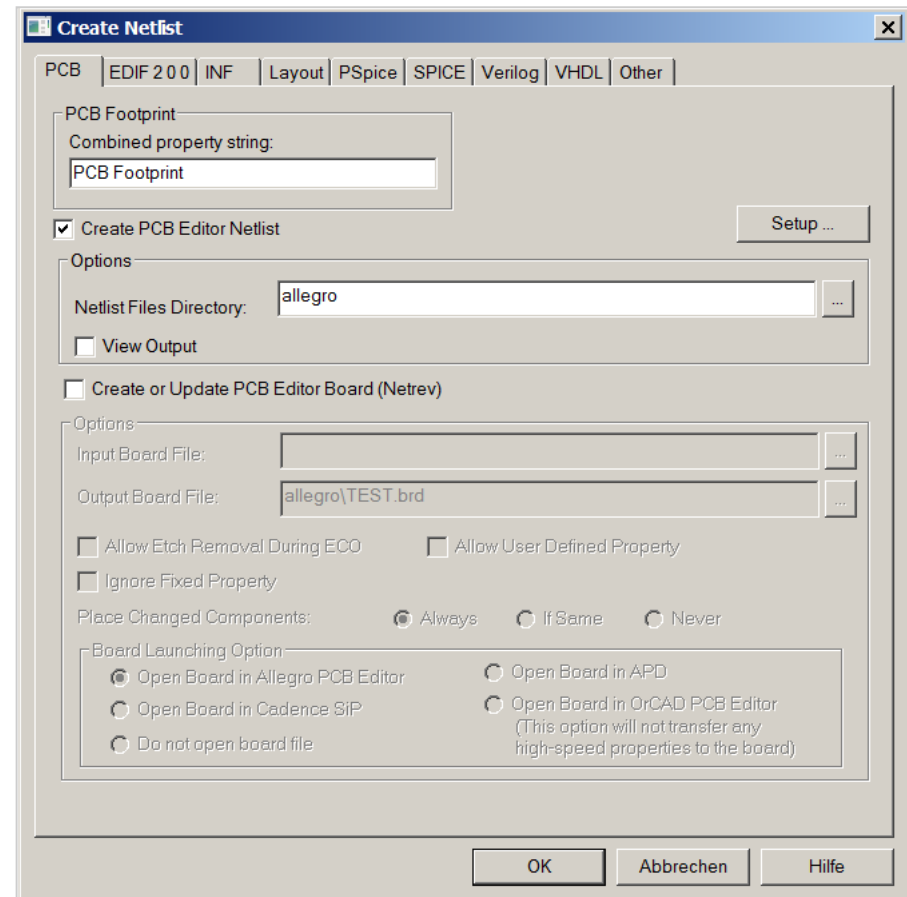 Create Netlist
PCB EDIF 2 0 0 INF Layout PSpice SPICE Verilog VHDL Other
PCB Footprint
Combined property string:
PCB Footprint
Create PCB Editor Netlist
Setup ...
Options
Netlist Files Directory:
allegro
...
View Output
Create or Update PCB Editor Board (Netrev)
Options
Input Board File:
...
Output Board File:
allegro\TEST.brd
...
Allow Etch Removal During ECO
Allow User Defined Property
Ignore Fixed Property
Place Changed Components:
Always
If Same
Never
Board Launching Option
Open Board in Allegro PCB Editor
Open Board in APD
Open Board in Cadence SiP
Open Board in OrCAD PCB Editor
(This option will not transfer any
high-speed properties to the board)
Do not open board file
OK
Abbrechen
Hilfe